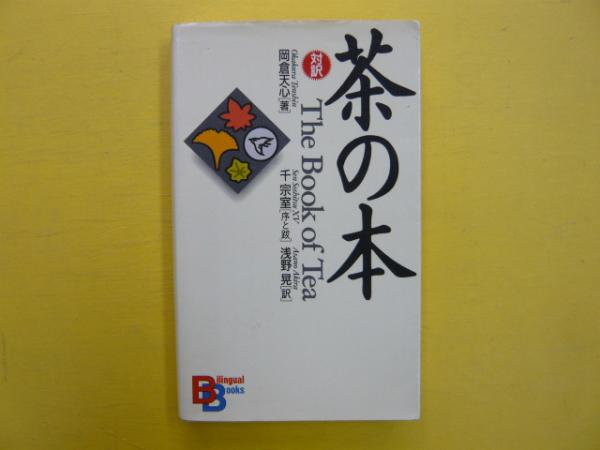 茶の本
対訳
The Book of Tea
Okakura Tenshin
岡倉天心[著]
Sen Soshitsu XV
千宗室[序と跋]
Asano Akira
浅野晃[訳]
Bilingual
Books